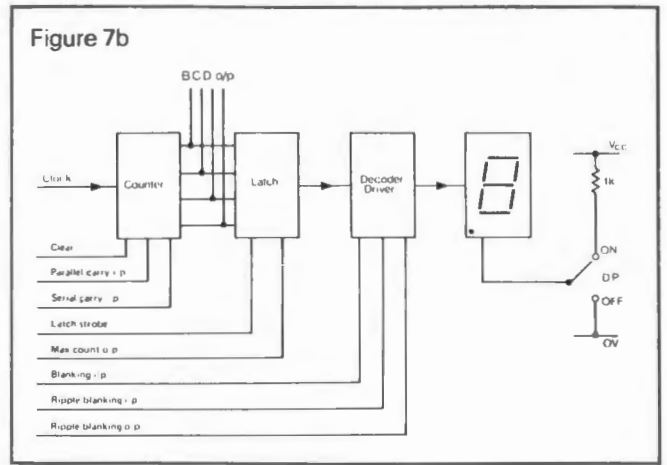 Figure 7b
BCD o/p
Clock
Counter
Latch
Decoder
Driver
VCC
1k
ON
DP
OFF
OV
Clear
Parallel carry i/p
Serial carry i/p
Latch strobe
Max count o/p
Blanking i/p
Ripple blanking i/p
Ripple blanking o/p